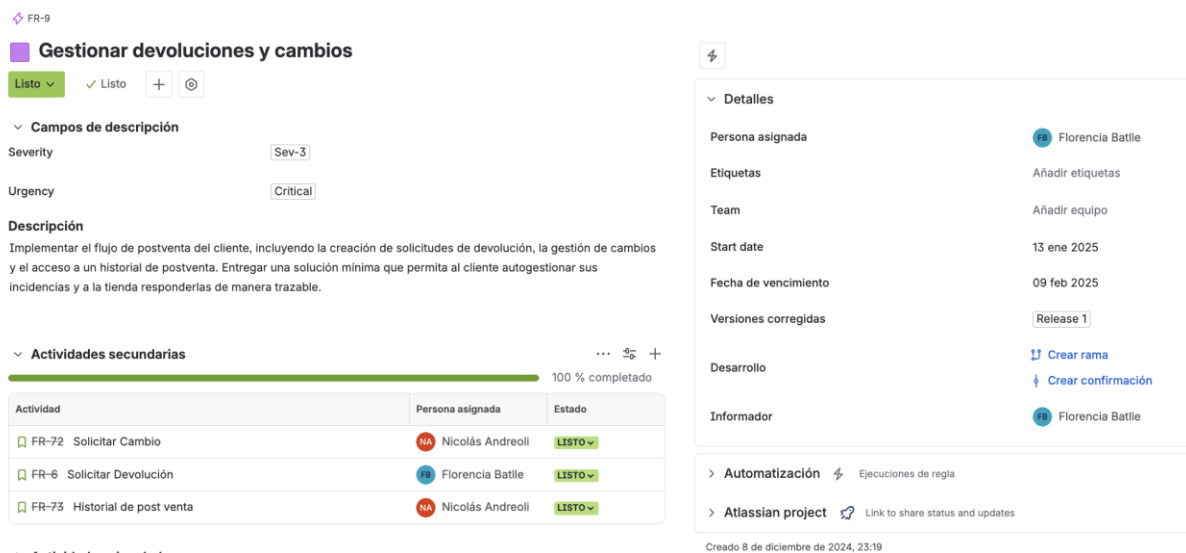 FR-9
Gestionar devoluciones y cambios
Listo
Listo
Campos de descripción
Severity Sev-3
Urgency Critical
Descripción
Implementar el flujo de postventa del cliente, incluyendo la creación de solicitudes de devolución, la gestión de cambios
y el acceso a un historial de postventa. Entregar una solución mínima que permita al cliente autogestionar sus
incidencias y a la tienda responderlas de manera trazable.
Actividades secundarias
100 % completado
Actividad Persona asignada Estado
FR-72 Solicitar Cambio NA Nicolás Andreoli LISTO
FR-6 Solicitar Devolución FB Florencia Batlle LISTO
FR-73 Historial de post venta NA Nicolás Andreoli LISTO
Detalles
Persona asignada FB Florencia Batlle
Etiquetas Añadir etiquetas
Team Añadir equipo
Start date 13 ene 2025
Fecha de vencimiento 09 feb 2025
Versiones corregidas Release 1
Desarrollo Crear rama
Crear confirmación
Informador FB Florencia Batlle
Automatización Ejecuciones de regla
Atlassian project Link to share status and updates
Creado 8 de diciembre de 2024, 23:19